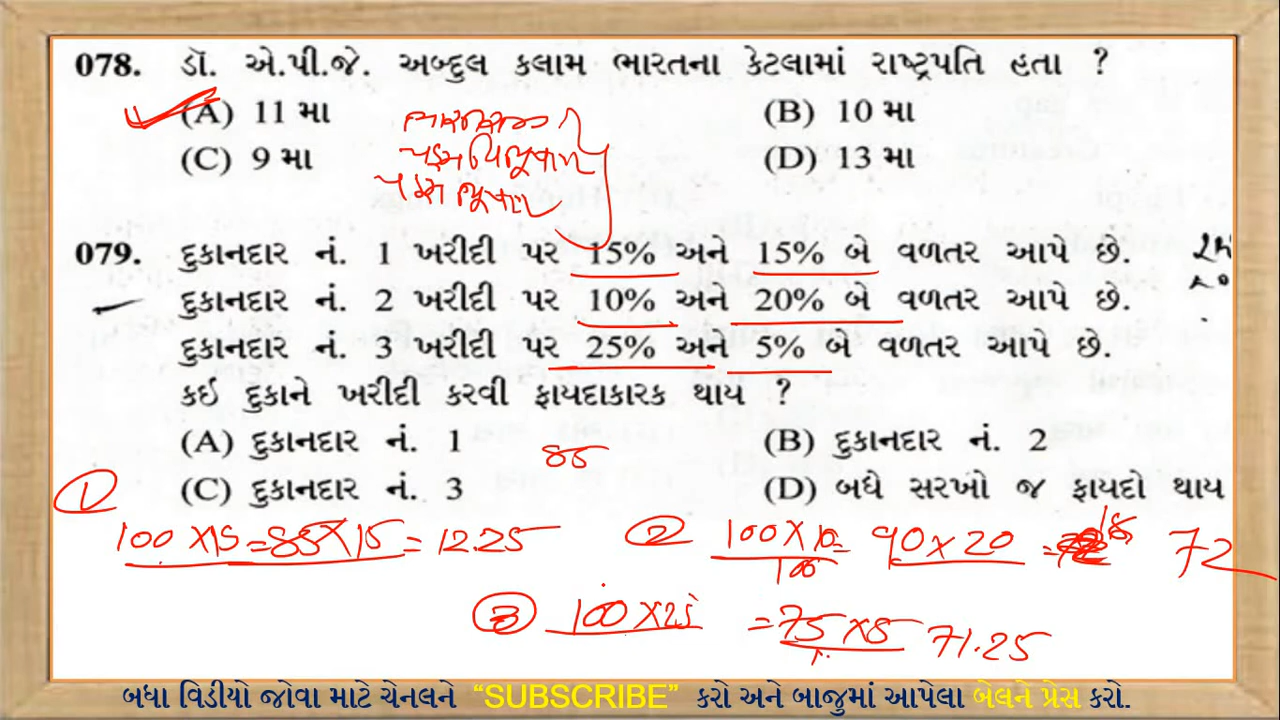 078. ડૉ. એ.પી.જે. અબ્દુલ કલામ ભારતના કેટલામાં રાષ્ટ્રપતિ હતા ?
(A) 11 મા (B) 10 મા
(C) 9 મા (D) 13 મા
079. દુકાનદાર નં. 1 ખરીદી પર 15% અને 15% બે વળતર આપે છે.
દુકાનદાર નં. 2 ખરીદી પર 10% અને 20% બે વળતર આપે છે.
દુકાનદાર નં. 3 ખરીદી પર 25% અને 5% બે વળતર આપે છે.
કઇ દુકાને ખરીદી કરવી ફાયદાકારક થાય ?
(A) દુકાનદાર નં. 1 (B) દુકાનદાર નં. 2
85
(C) દુકાનદાર નં. 3 (D) બધે સરખો જ ફાયદો થાય
1
100 X 15 = 85 X 15 = 12.25
2 100 X 10 = 90 X 20 = 18 72
100
3 100 X 25 = 75 X 5 71.25
બધા વિડીયો જોવા માટે ચેનલને “SUBSCRIBE” કરો અને બાજુમાં આપેલા બેલને પ્રેસ કરો.